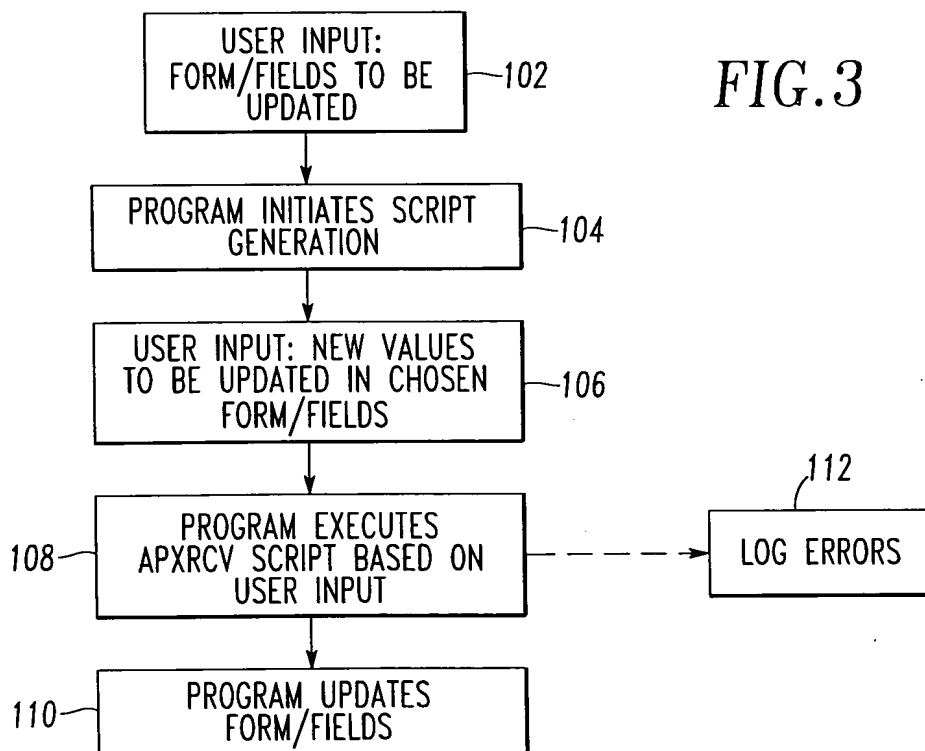 USER INPUT:
FORM/FIELDS TO BE
UPDATED
102
FIG.3
PROGRAM INITIATES SCRIPT
GENERATION
104
USER INPUT: NEW VALUES
TO BE UPDATED IN CHOSEN
FORM/FIELDS
106
108
PROGRAM EXECUTES
APXRCV SCRIPT BASED ON
USER INPUT
112
LOG ERRORS
110
PROGRAM UPDATES
FORM/FIELDS